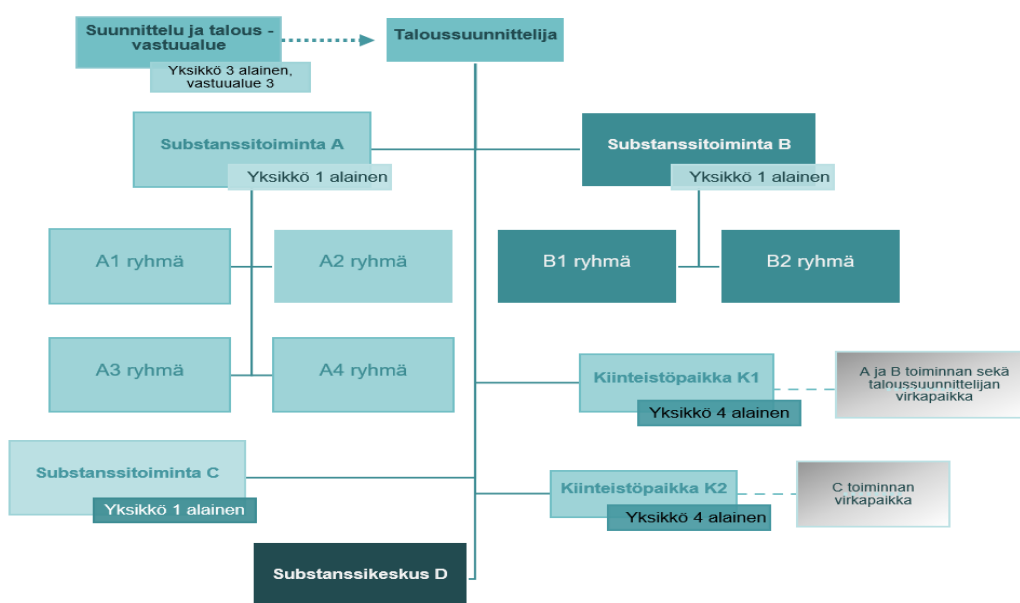 Suunnittelu ja talous -
vastuualue
Yksikkö 3 alainen,
vastuualue 3
Taloussuunnittelija
Substanssitoiminta A
Yksikkö 1 alainen
Substanssitoiminta B
Yksikkö 1 alainen
A1 ryhmä
A2 ryhmä
B1 ryhmä
B2 ryhmä
A3 ryhmä
A4 ryhmä
Kiinteistöpaikka K1
Yksikkö 4 alainen
A ja B toiminnan sekä
taloussuunnittelijan
virkapaikka
Substanssitoiminta C
Yksikkö 1 alainen
Kiinteistöpaikka K2
Yksikkö 4 alainen
C toiminnan
virkapaikka
Substanssikeskus D